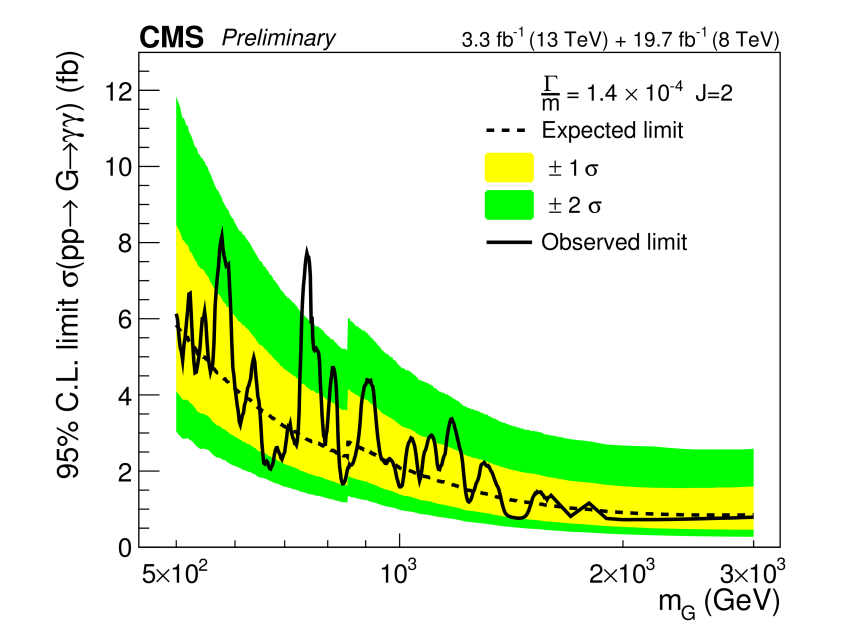 CMS Preliminary 3.3 fb⁻¹ (13 TeV) + 19.7 fb⁻¹ (8 TeV)
95% C.L. limit σ(pp→ G→γγ) (fb)
Γ/m = 1.4 × 10⁻⁴ J=2
Expected limit
± 1 σ
± 2 σ
Observed limit
12
10
8
6
4
2
0
5×10² 10³ 2×10³ 3×10³
m_G (GeV)